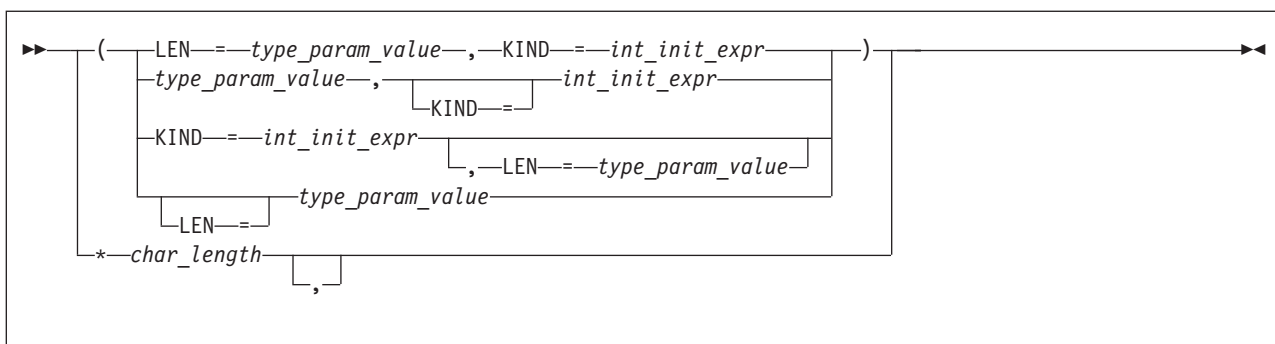 ( LEN = type_param_value , KIND = int_init_expr )
type_param_value , int_init_expr
KIND =
KIND = int_init_expr
, LEN = type_param_value
type_param_value
LEN =
* char_length
,